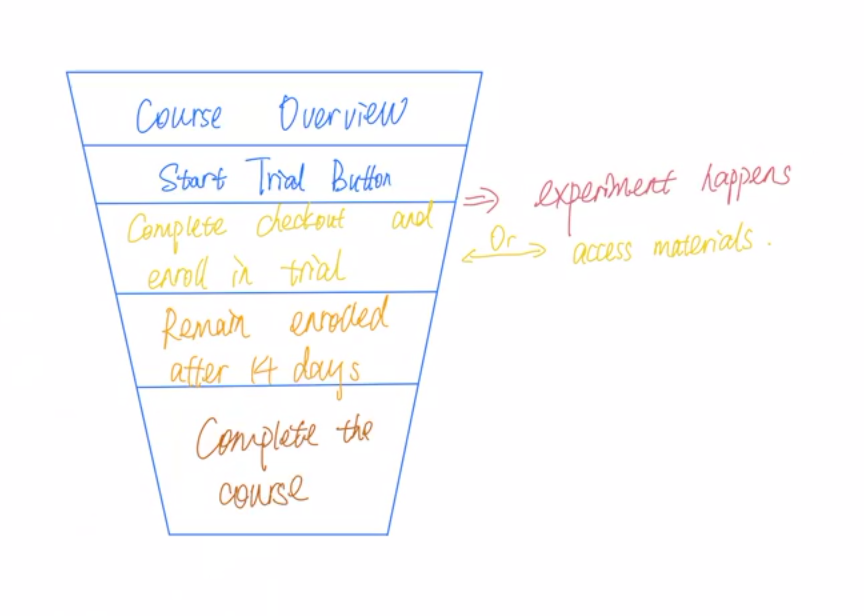 Course Overview
Start Trial Button
=> experiment happens
Complete checkout and
enroll in trial
Or
access materials.
Remain enrolled
after 14 days
Complete the
course